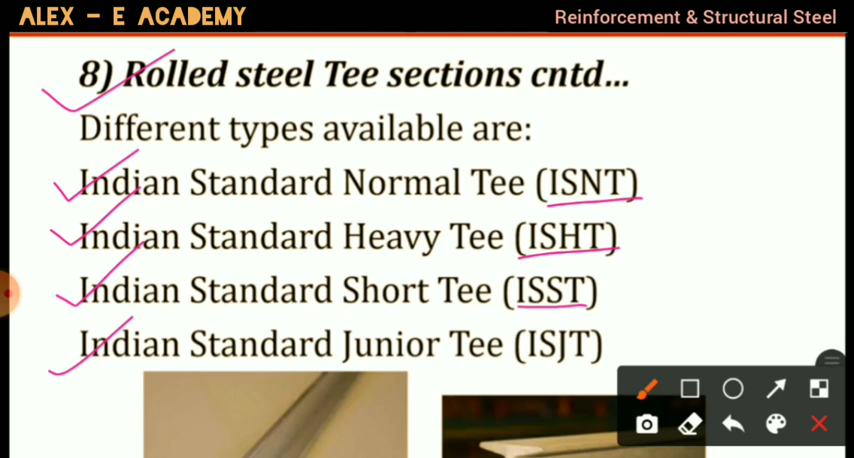 ALEX – E ACADEMY
Reinforcement & Structural Steel
8) Rolled steel Tee sections cntd...
Different types available are:
Indian Standard Normal Tee (ISNT)
Indian Standard Heavy Tee (ISHT)
Indian Standard Short Tee (ISST)
Indian Standard Junior Tee (ISJT)